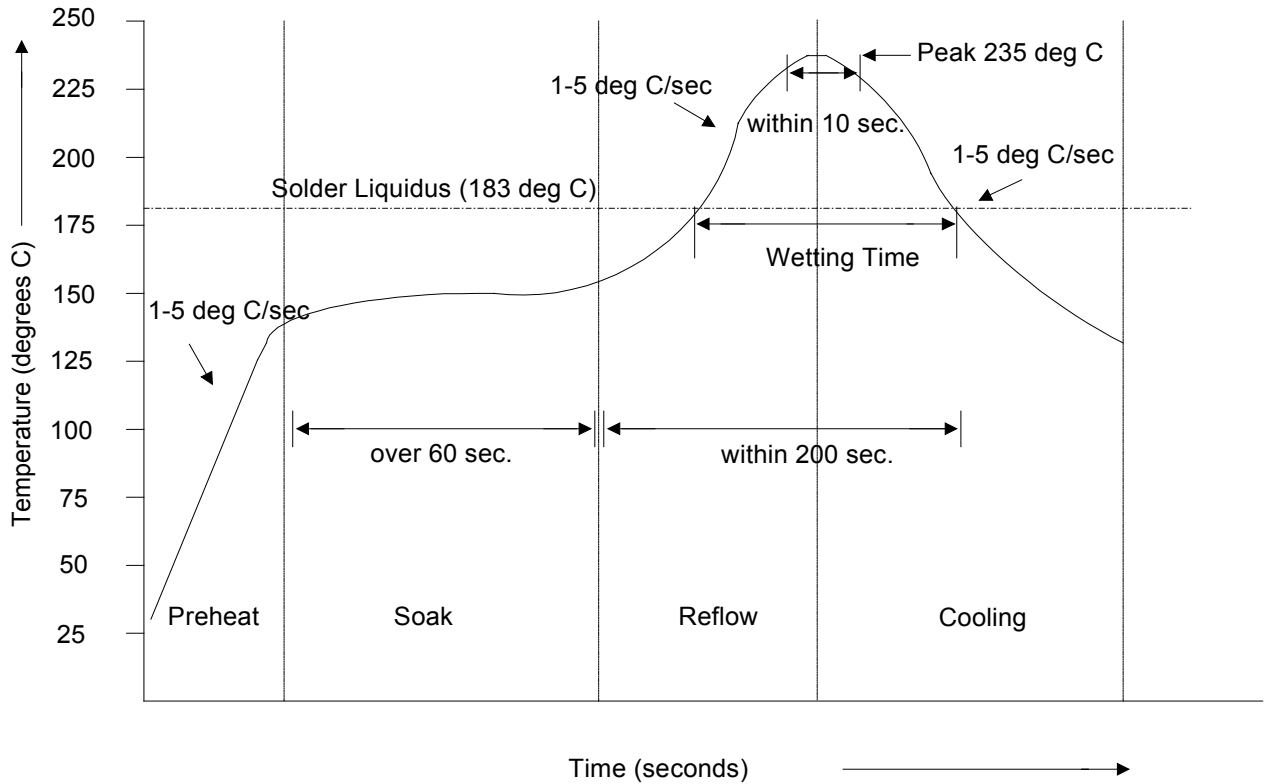 250
Peak 235 deg C
1-5 deg C/sec
225
within 10 sec.
200
1-5 deg C/sec
Solder Liquidus (183 deg C)
175
Wetting Time
150
1-5 deg C/sec
125
100
over 60 sec.
within 200 sec.
75
50
Preheat
Soak
Reflow
Cooling
25
Temperature (degrees C)
Time (seconds)